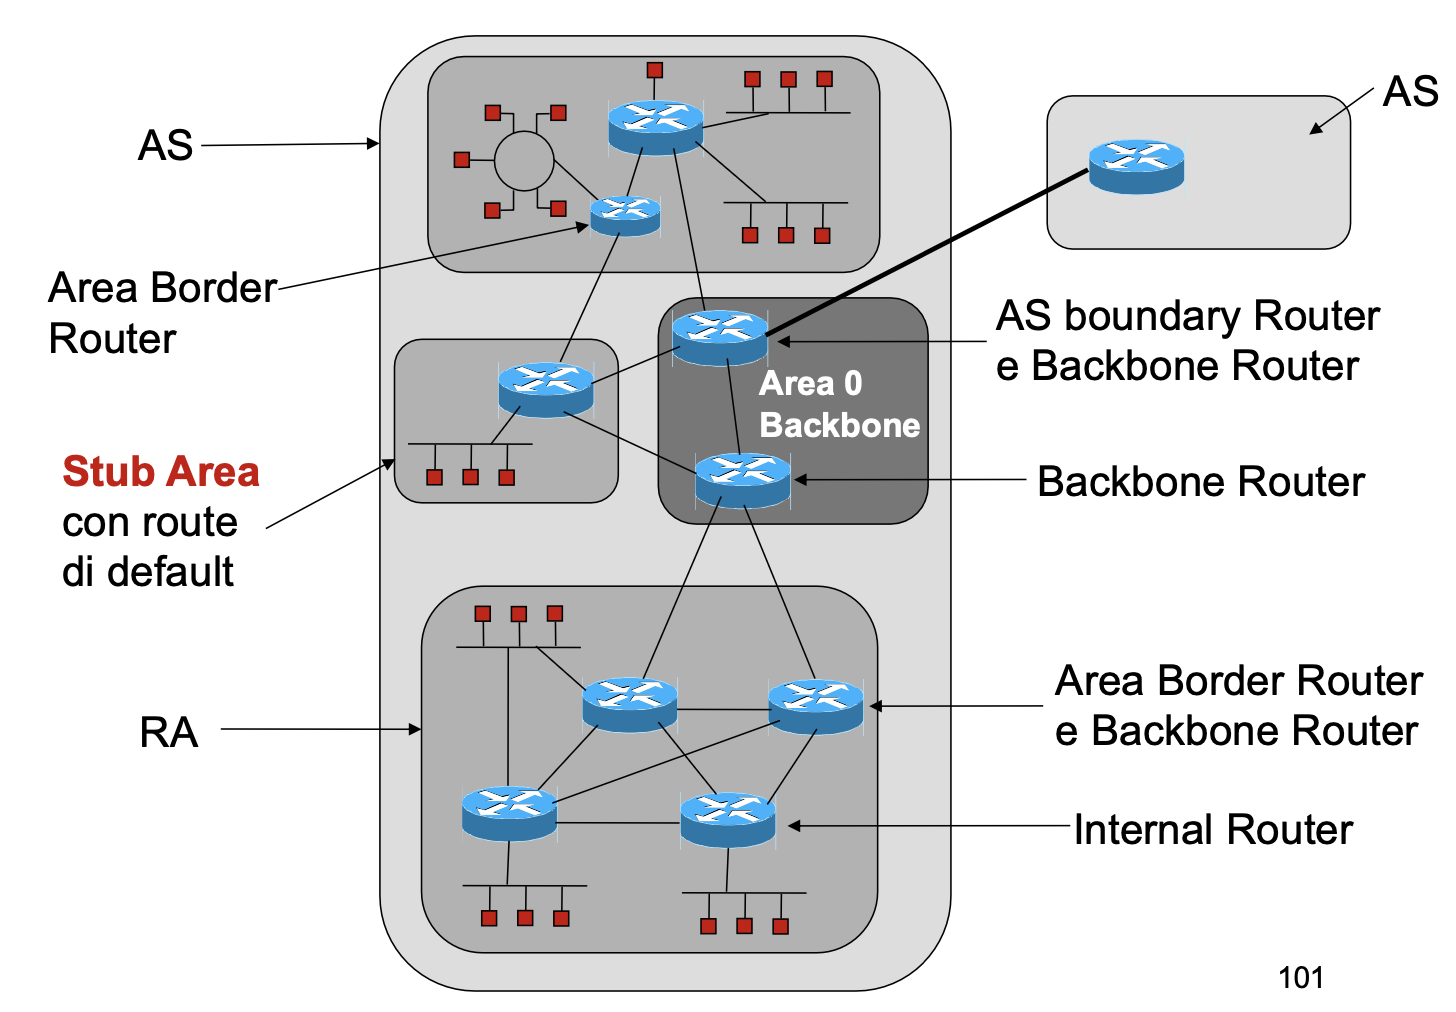 AS
AS
Area Border
Router
AS boundary Router
e Backbone Router
Area 0
Backbone
Stub Area
con route
di default
Backbone Router
RA
Area Border Router
e Backbone Router
Internal Router
101